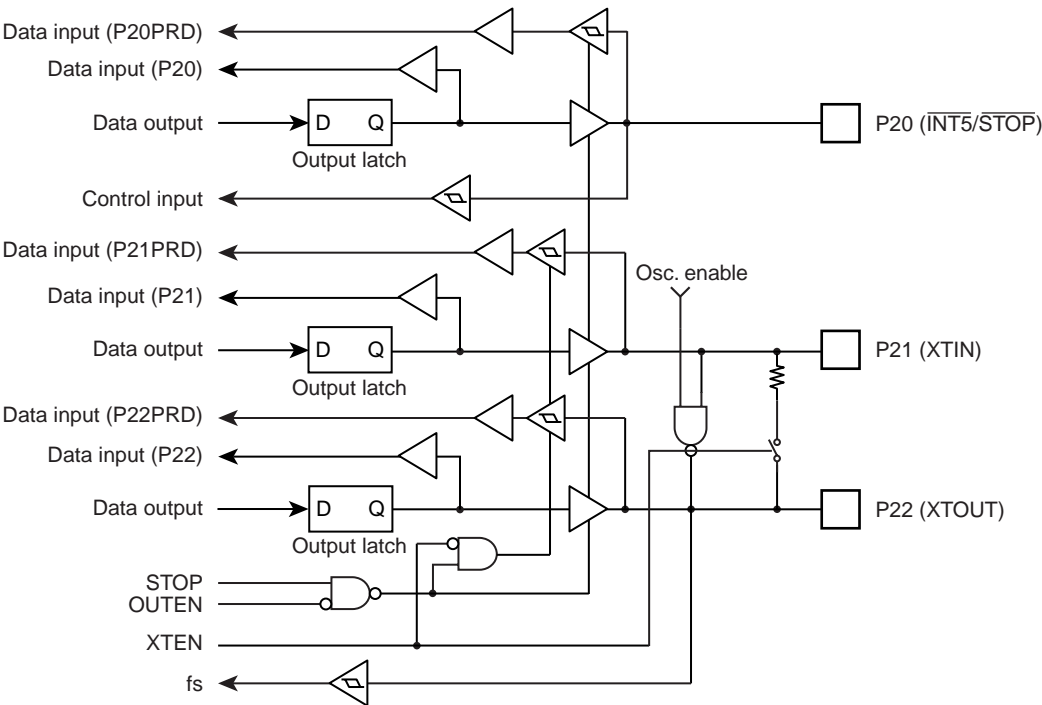 Data input (P20PRD)
Data input (P20)
Data output
D Q
Output latch
P20 (INT5/STOP)
Control input
Data input (P21PRD)
Osc. enable
Data input (P21)
Data output
D Q
Output latch
P21 (XTIN)
Data input (P22PRD)
Data input (P22)
Data output
D Q
Output latch
P22 (XTOUT)
STOP
OUTEN
XTEN
fs